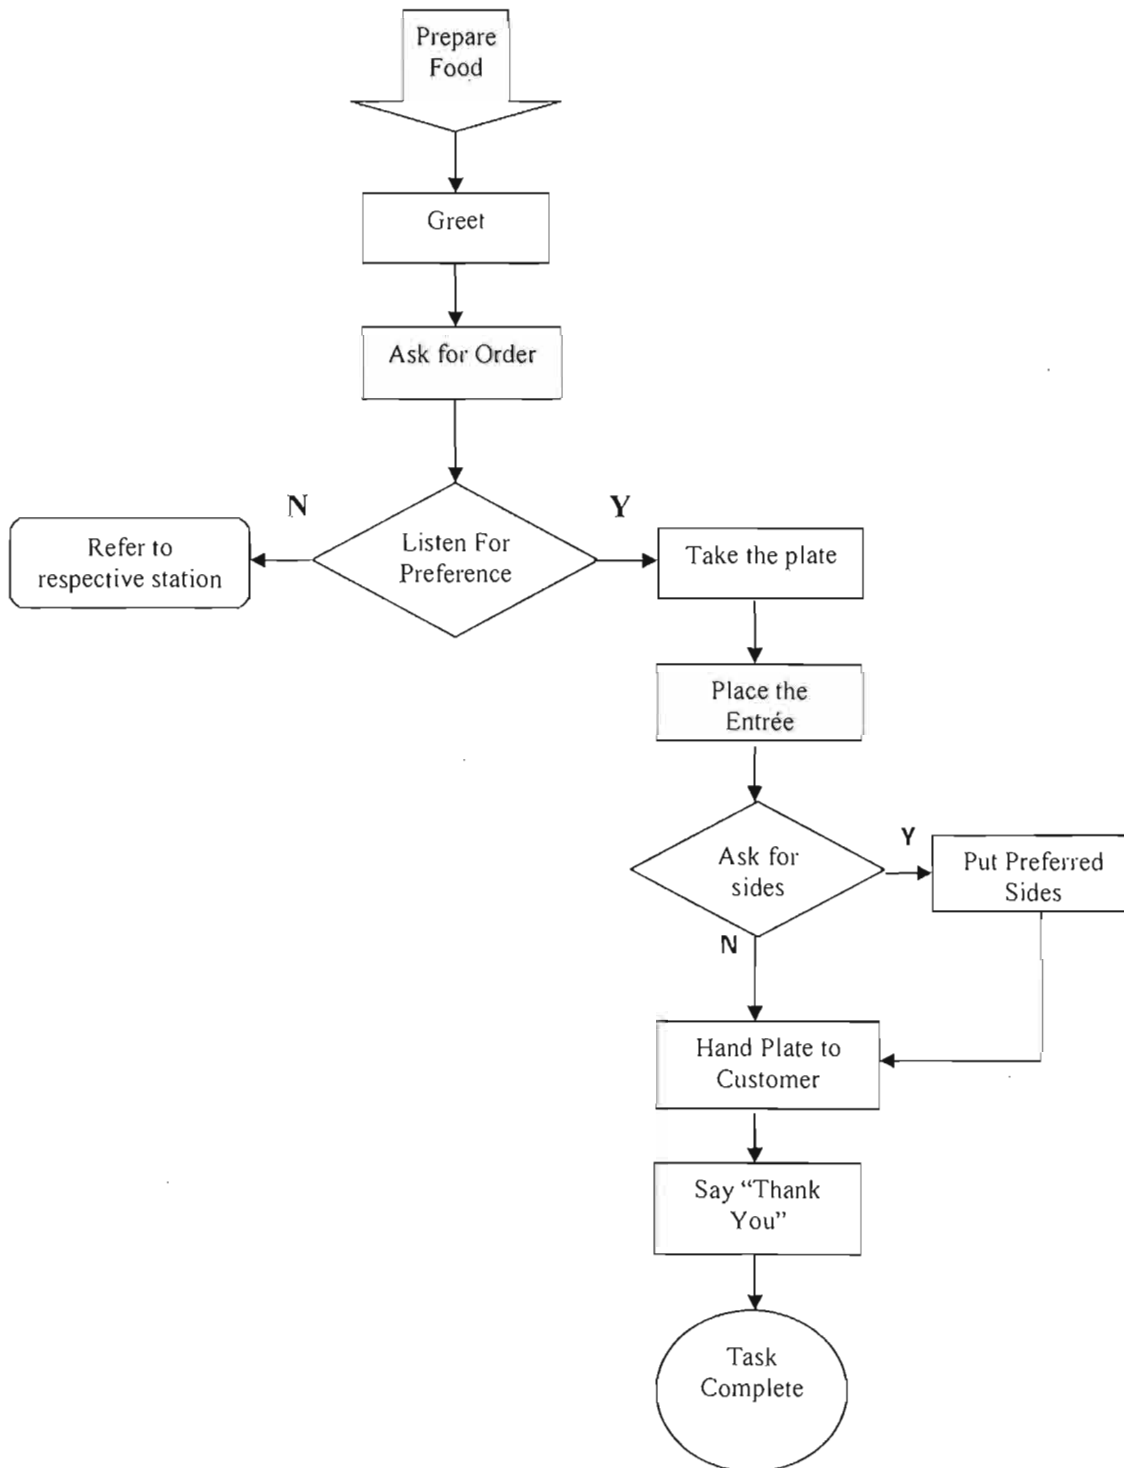 Prepare
Food
Greet
Ask for Order
N
Y
Refer to
respective station
Listen For
Preference
Take the plate
Place the
Entrée
Ask for
sides
Y
Put Preferred
Sides
N
Hand Plate to
Customer
Say “Thank
You”
Task
Complete